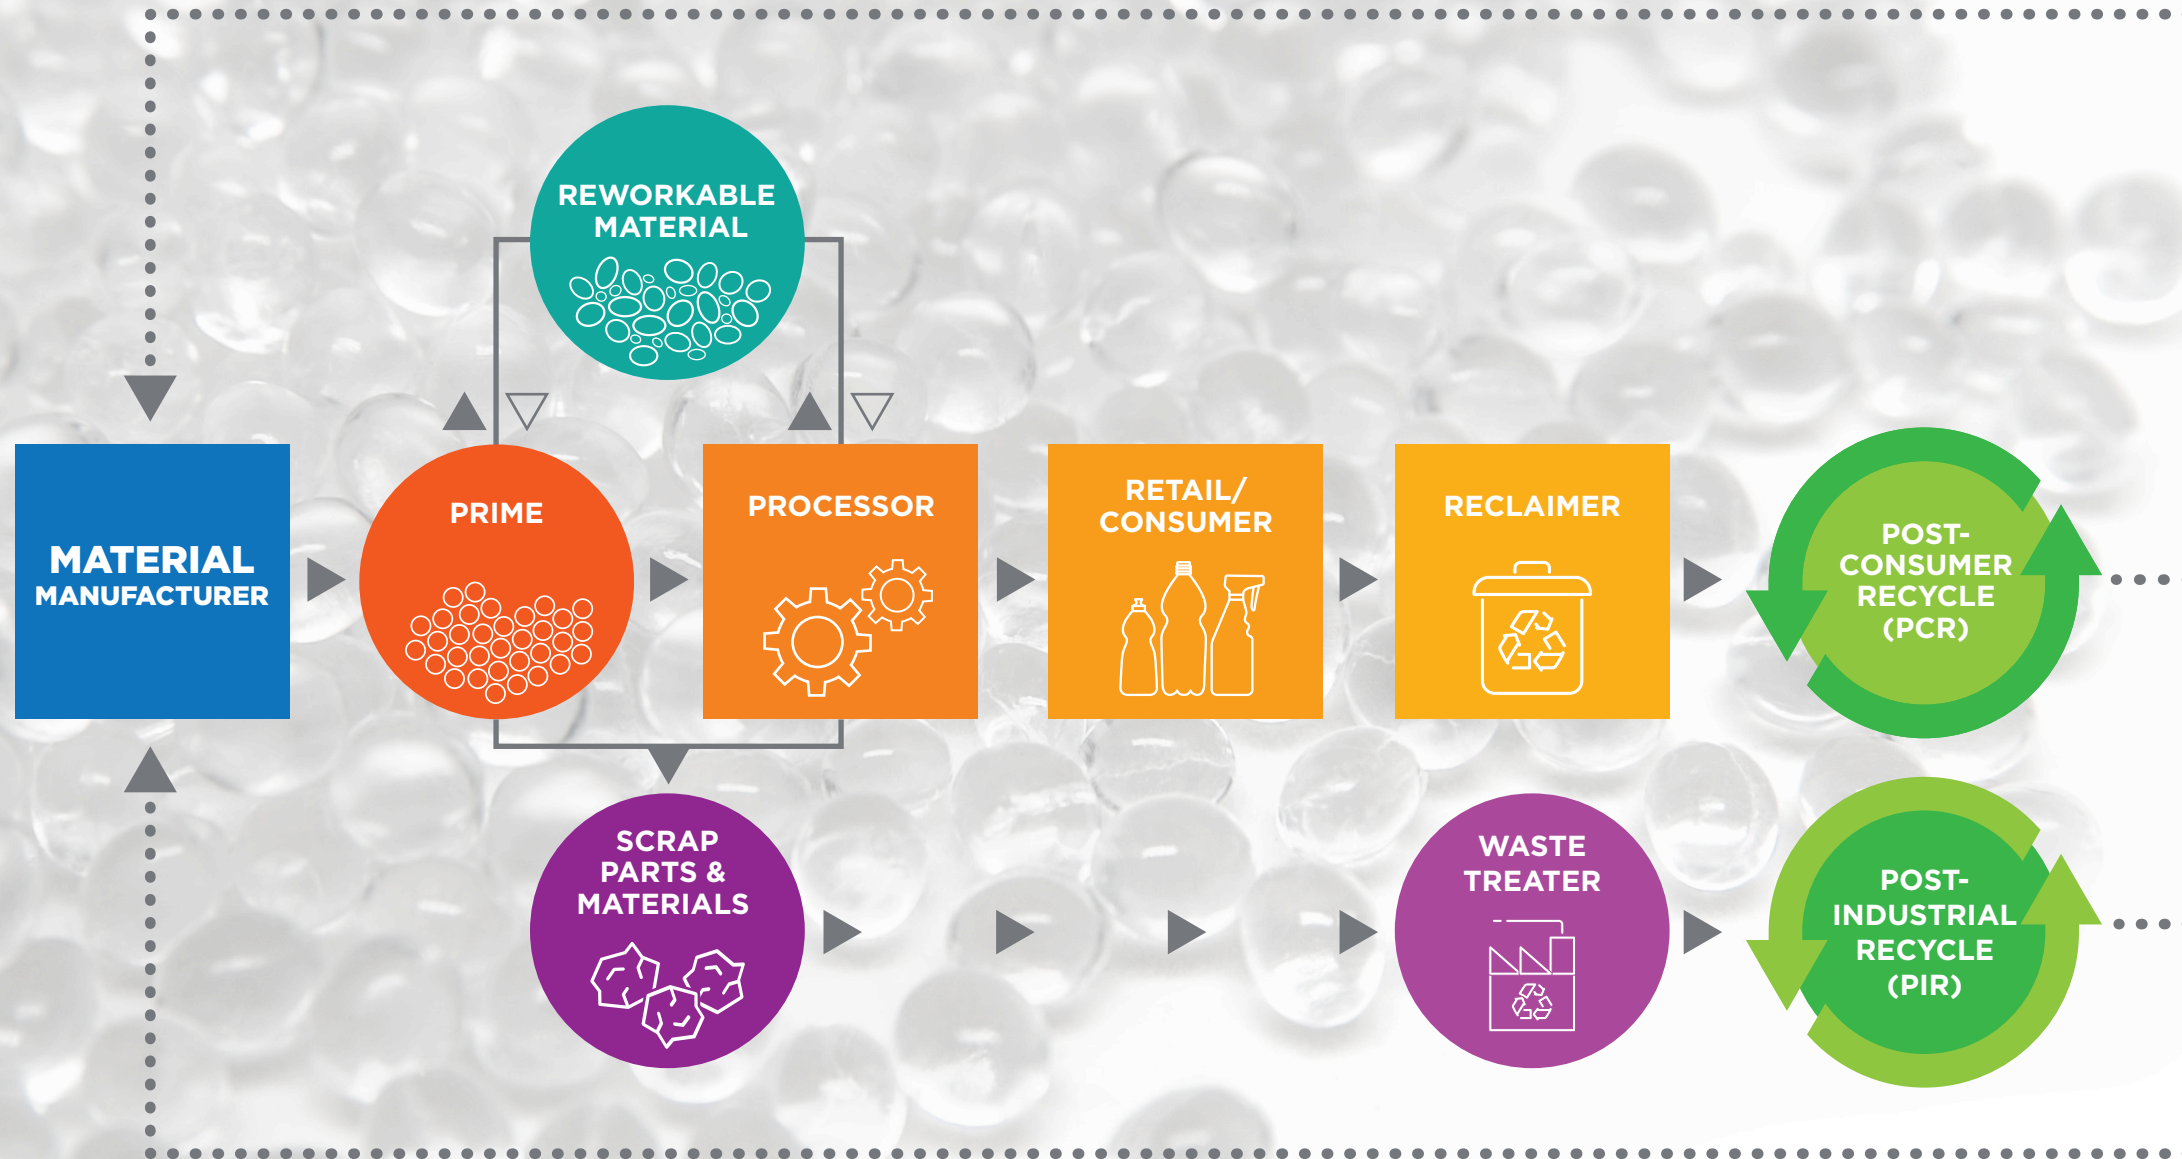 REWORKABLE
MATERIAL
MATERIAL
MANUFACTURER
PRIME
PROCESSOR
RETAIL/
CONSUMER
RECLAIMER
POST-
CONSUMER
RECYCLE
(PCR)
SCRAP
PARTS &
MATERIALS
WASTE
TREATER
POST-
INDUSTRIAL
RECYCLE
(PIR)